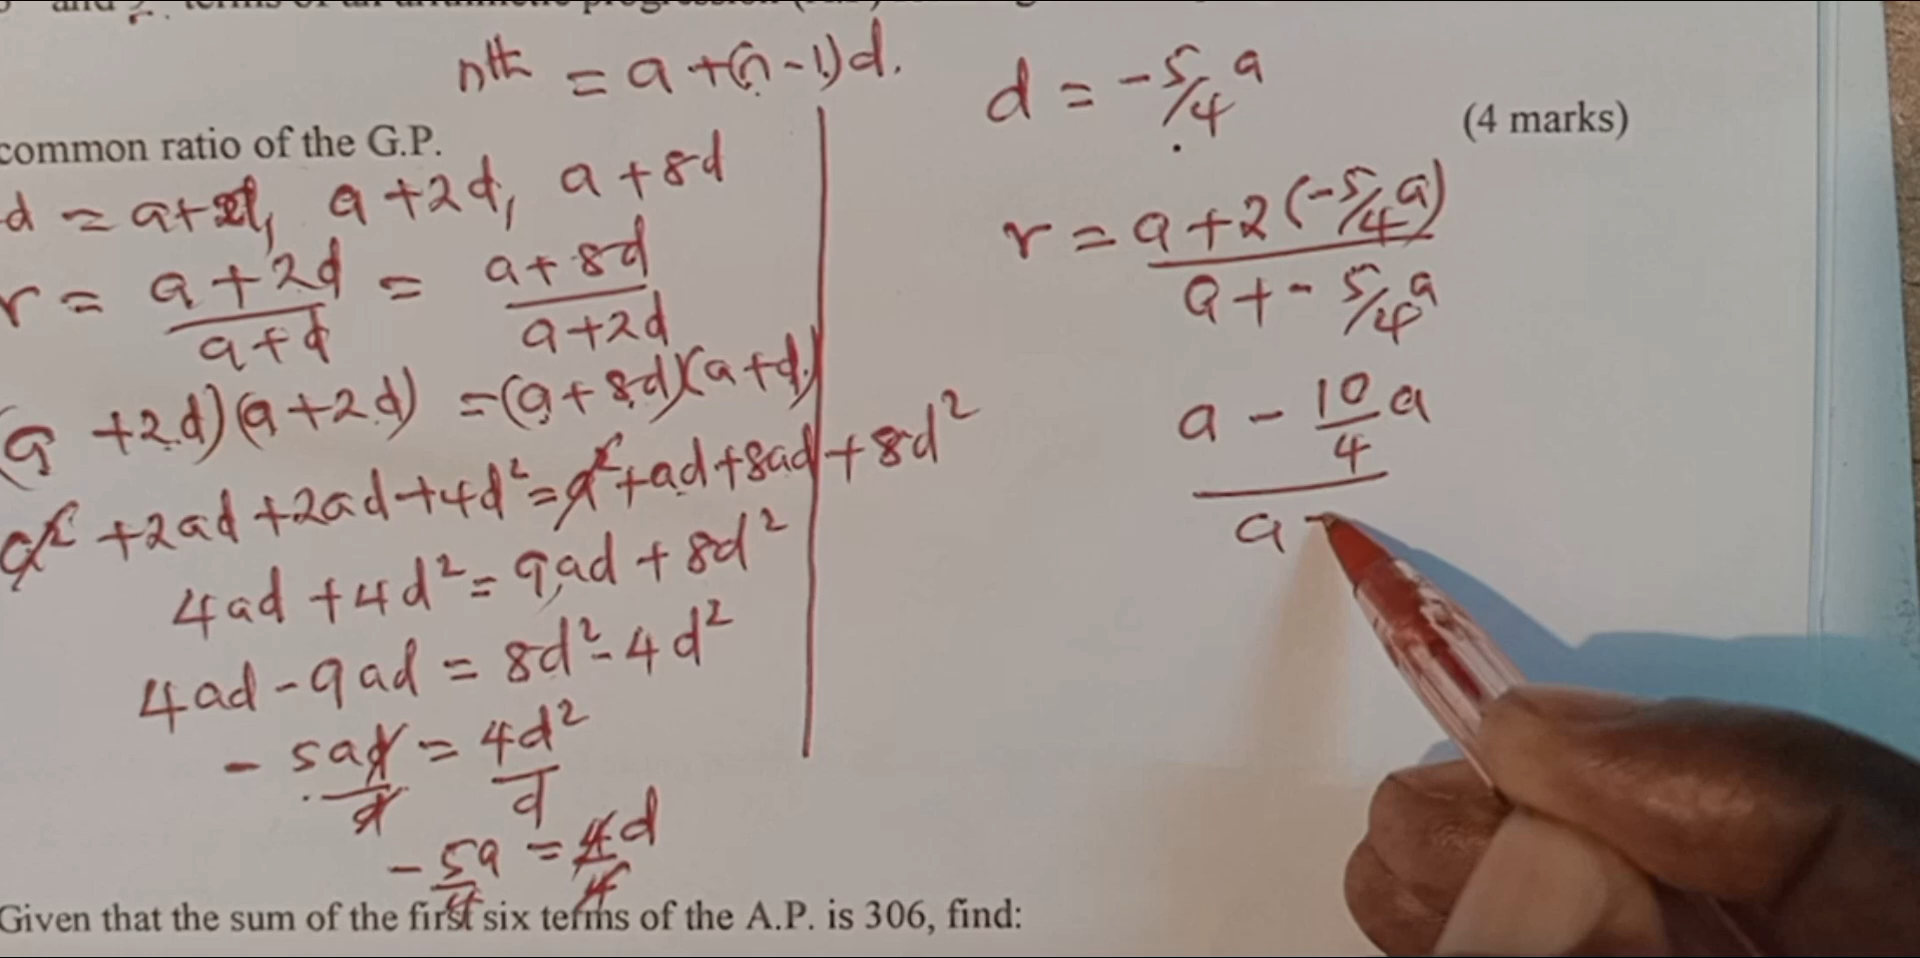 nth = a + (n - 1)d.
common ratio of the G.P.
d = a + d, a + 2d, a + 8d
r = (a + 2d)/(a + d) = (a + 8d)/(a + 2d)
(a + 2d)(a + 2d) = (a + 8d)(a + d)
a² + 2ad + 2ad + 4d² = a² + ad + 8ad + 8d²
4ad + 4d² = 9ad + 8d²
4ad - 9ad = 8d² - 4d²
- 5ad/d = 4d²/d
- 5a/4 = 4d/4
d = -5/4 a
(4 marks)
r = (a + 2(-5/4 a))/(a + - 5/4 a)
(a - 10/4 a)/(a -
Given that the sum of the first six terms of the A.P. is 306, find: